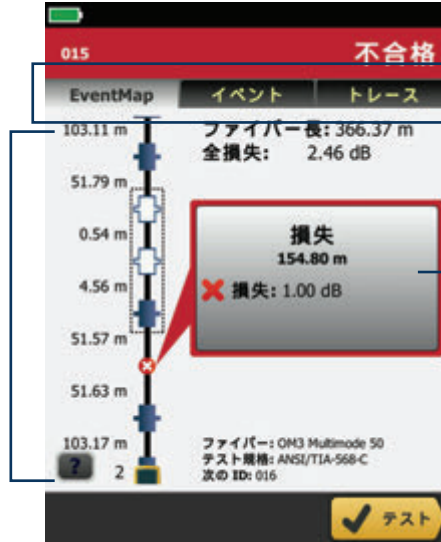 015
不合格
EventMap
イベント
トレース
103.11 m
ファイバー長: 366.37 m
全損失: 2.46 dB
51.79 m
0.54 m
損失
154.80 m
損失: 1.00 dB
4.56 m
51.57 m
51.63 m
103.17 m
ファイバー: OM3 Multimode 50
テスト規格: ANSI/TIA-568-C
次の ID: 016
?
2
テスト